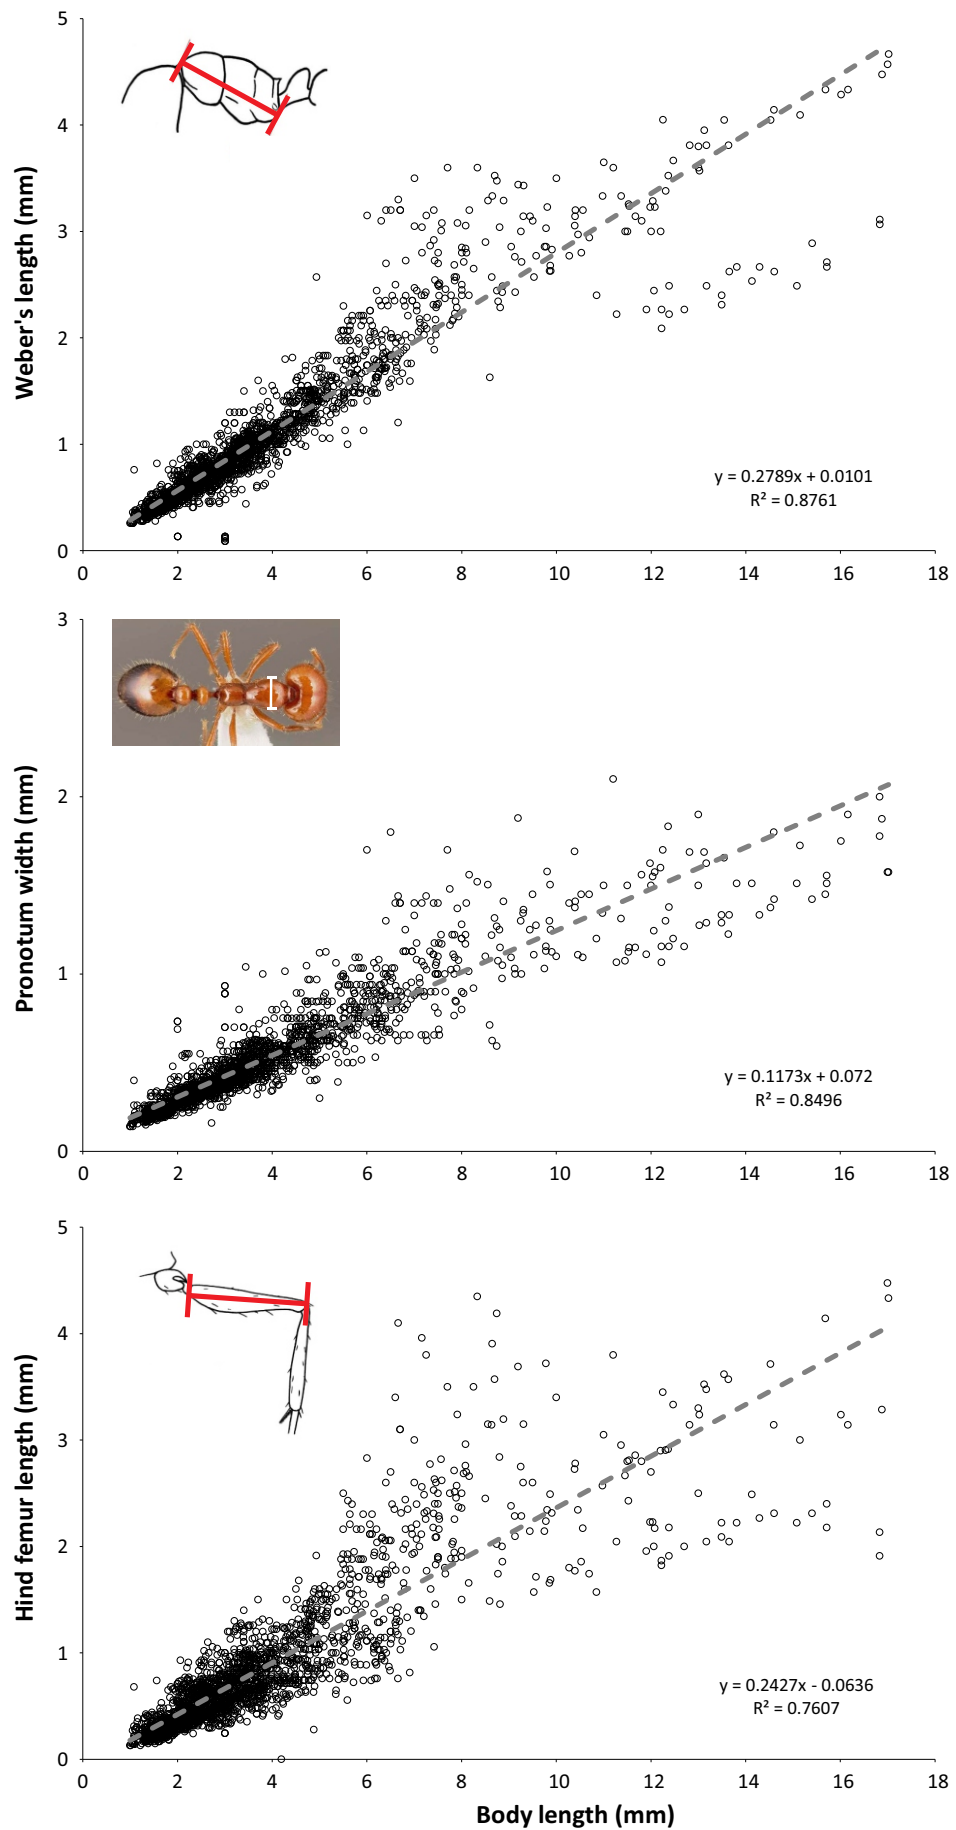 5
4
3
2
1
0
Weber's length (mm)
y = 0.2789x + 0.0101
R² = 0.8761
0 2 4 6 8 10 12 14 16 18
3
2
1
0
Pronotum width (mm)
y = 0.1173x + 0.072
R² = 0.8496
0 2 4 6 8 10 12 14 16 18
5
4
3
2
1
0
Hind femur length (mm)
y = 0.2427x - 0.0636
R² = 0.7607
0 2 4 6 8 10 12 14 16 18
Body length (mm)